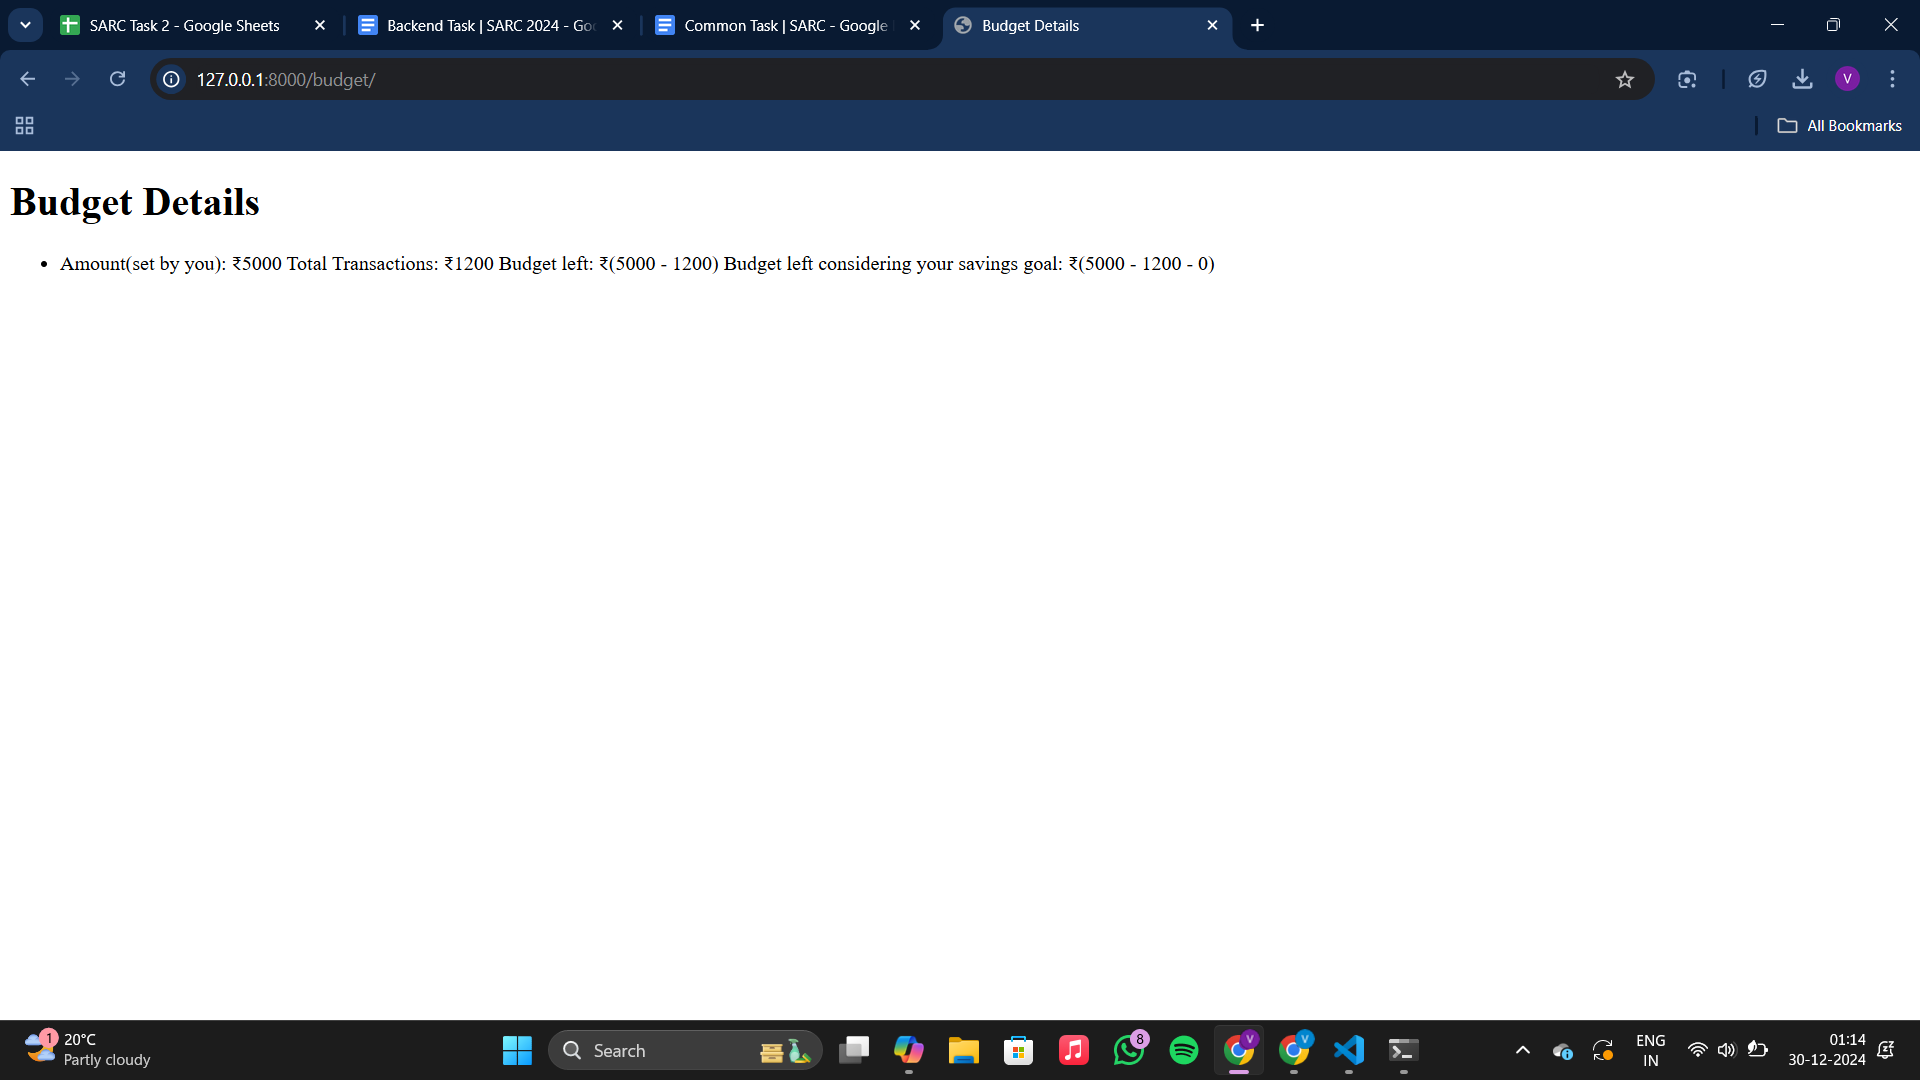 SARC Task 2 - Google Sheets
Backend Task | SARC 2024 - Goo
Common Task | SARC - Google
Budget Details
127.0.0.1:8000/budget/
V
All Bookmarks
Budget Details
• Amount(set by you): ₹5000 Total Transactions: ₹1200 Budget left: ₹(5000 - 1200) Budget left considering your savings goal: ₹(5000 - 1200 - 0)
1
20°C
Partly cloudy
Search
8
V
V
ENG
IN
01:14
30-12-2024